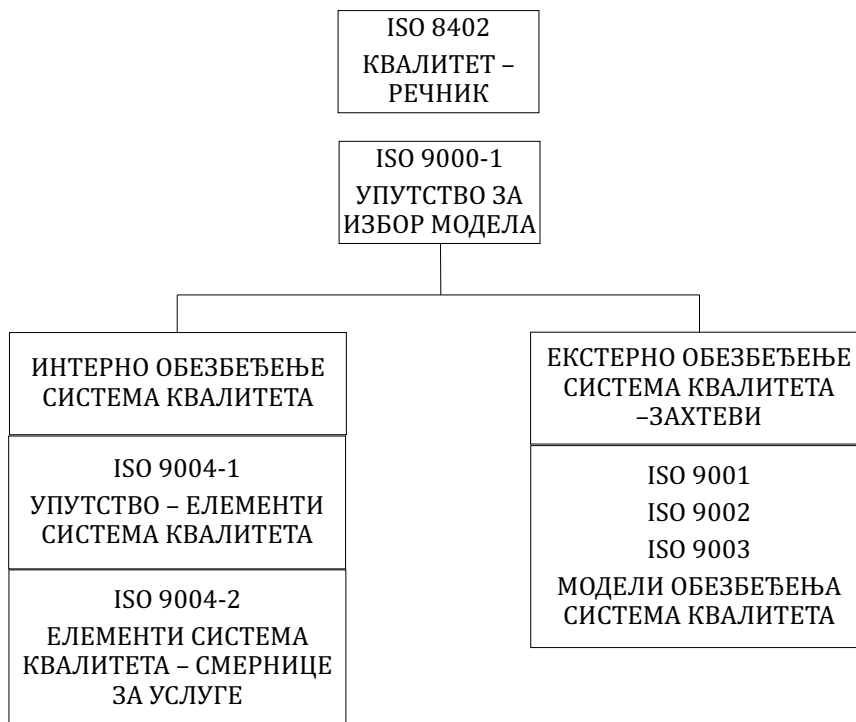 ISO 8402
КВАЛИТЕТ –
РЕЧНИК
ISO 9000-1
УПУТСТВО ЗА
ИЗБОР МОДЕЛА
ИНТЕРНО ОБЕЗБЕЂЕЊЕ
СИСТЕМА КВАЛИТЕТА
ISO 9004-1
УПУТСТВО – ЕЛЕМЕНТИ
СИСТЕМА КВАЛИТЕТА
ISO 9004-2
ЕЛЕМЕНТИ СИСТЕМА
КВАЛИТЕТА – СМЕРНИЦЕ
ЗА УСЛУГЕ
ЕКСТЕРНО ОБЕЗБЕЂЕЊЕ
СИСТЕМА КВАЛИТЕТА
–ЗАХТЕВИ
ISO 9001
ISO 9002
ISO 9003
МОДЕЛИ ОБЕЗБЕЂЕЊА
СИСТЕМА КВАЛИТЕТА